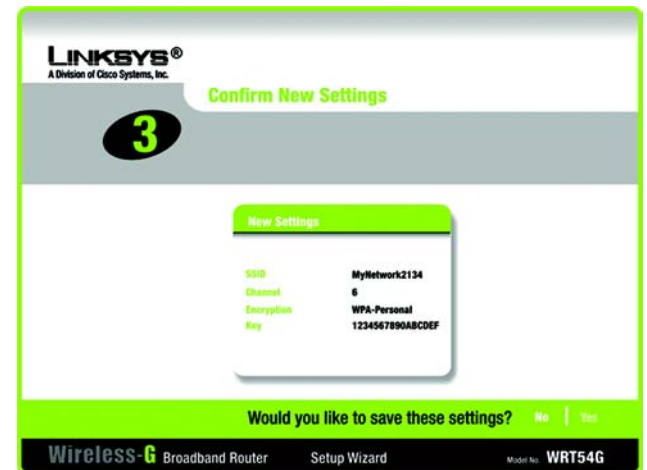 LINKSYS®
A Division of Cisco Systems, Inc.
Confirm New Settings
3
New Settings
SSID MyNetwork2134
Channel 6
Encryption WPA-Personal
Key 1234567890ABCDEF
Would you like to save these settings? No | Yes
Wireless-G Broadband Router Setup Wizard Model No. WRT54G